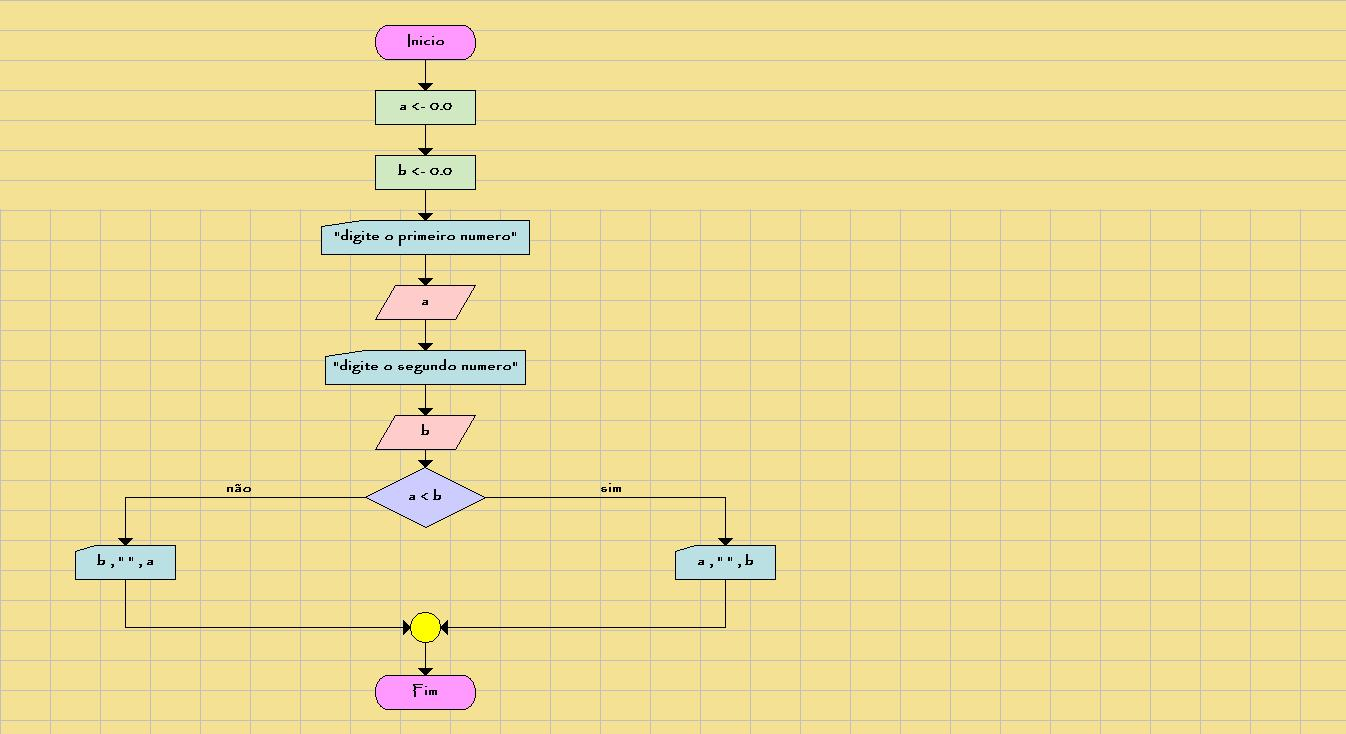 Inicio
a <- 0.0
b <- 0.0
"digite o primeiro numero"
a
"digite o segundo numero"
b
a < b
não
sim
b , " " , a
a , " " , b
Fim